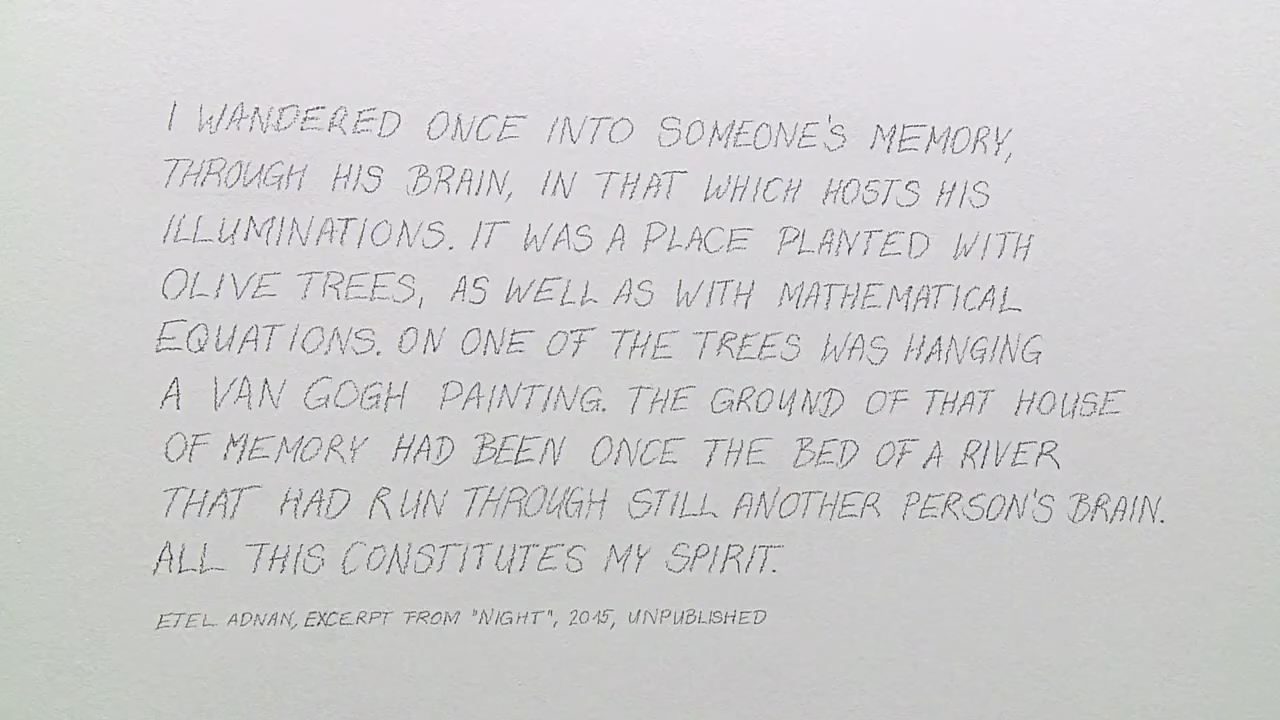 I WANDERED ONCE INTO SOMEONE'S MEMORY,
THROUGH HIS BRAIN, IN THAT WHICH HOSTS HIS
ILLUMINATIONS. IT WAS A PLACE PLANTED WITH
OLIVE TREES, AS WELL AS WITH MATHEMATICAL
EQUATIONS. ON ONE OF THE TREES WAS HANGING
A VAN GOGH PAINTING. THE GROUND OF THAT HOUSE
OF MEMORY HAD BEEN ONCE THE BED OF A RIVER
THAT HAD RUN THROUGH STILL ANOTHER PERSON'S BRAIN.
ALL THIS CONSTITUTES MY SPIRIT.
ETEL ADNAN, EXCERPT FROM "NIGHT", 2015, UNPUBLISHED